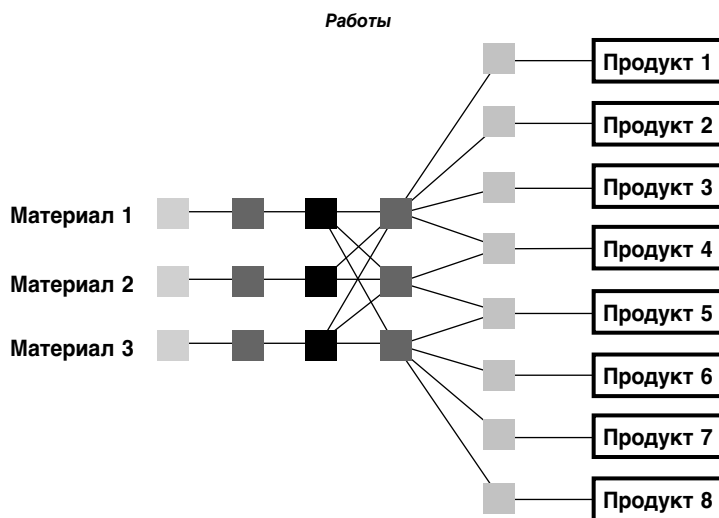 Работы
Продукт 1
Продукт 2
Продукт 3
Материал 1
Продукт 4
Материал 2
Продукт 5
Материал 3
Продукт 6
Продукт 7
Продукт 8